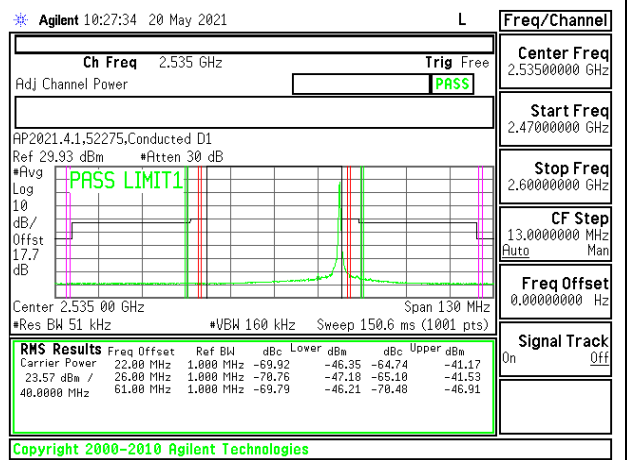 Agilent 10:27:34 20 May 2021 L
Ch Freq 2.535 GHz Trig Free
Adj Channel Power PASS
AP2021.4.1,52275,Conducted D1
Ref 29.93 dBm #Atten 30 dB
#Avg
Log
10
dB/
Offst
17.7
dB
PASS LIMIT1
Center 2.535 00 GHz Span 130 MHz
#Res BW 51 kHz #VBW 160 kHz Sweep 150.6 ms (1001 pts)
RMS Results Freq Offset Ref BW dBc Lower dBm dBc Upper dBm
Carrier Power 22.00 MHz 1.000 MHz -69.92 -46.35 -64.74 -41.17
23.57 dBm / 26.00 MHz 1.000 MHz -70.76 -47.18 -65.10 -41.53
40.0000 MHz 61.00 MHz 1.000 MHz -69.79 -46.21 -70.48 -46.91
Copyright 2000-2010 Agilent Technologies
Freq/Channel
Center Freq
2.53500000 GHz
Start Freq
2.47000000 GHz
Stop Freq
2.60000000 GHz
CF Step
13.0000000 MHz
Auto Man
Freq Offset
0.00000000 Hz
Signal Track
On Off